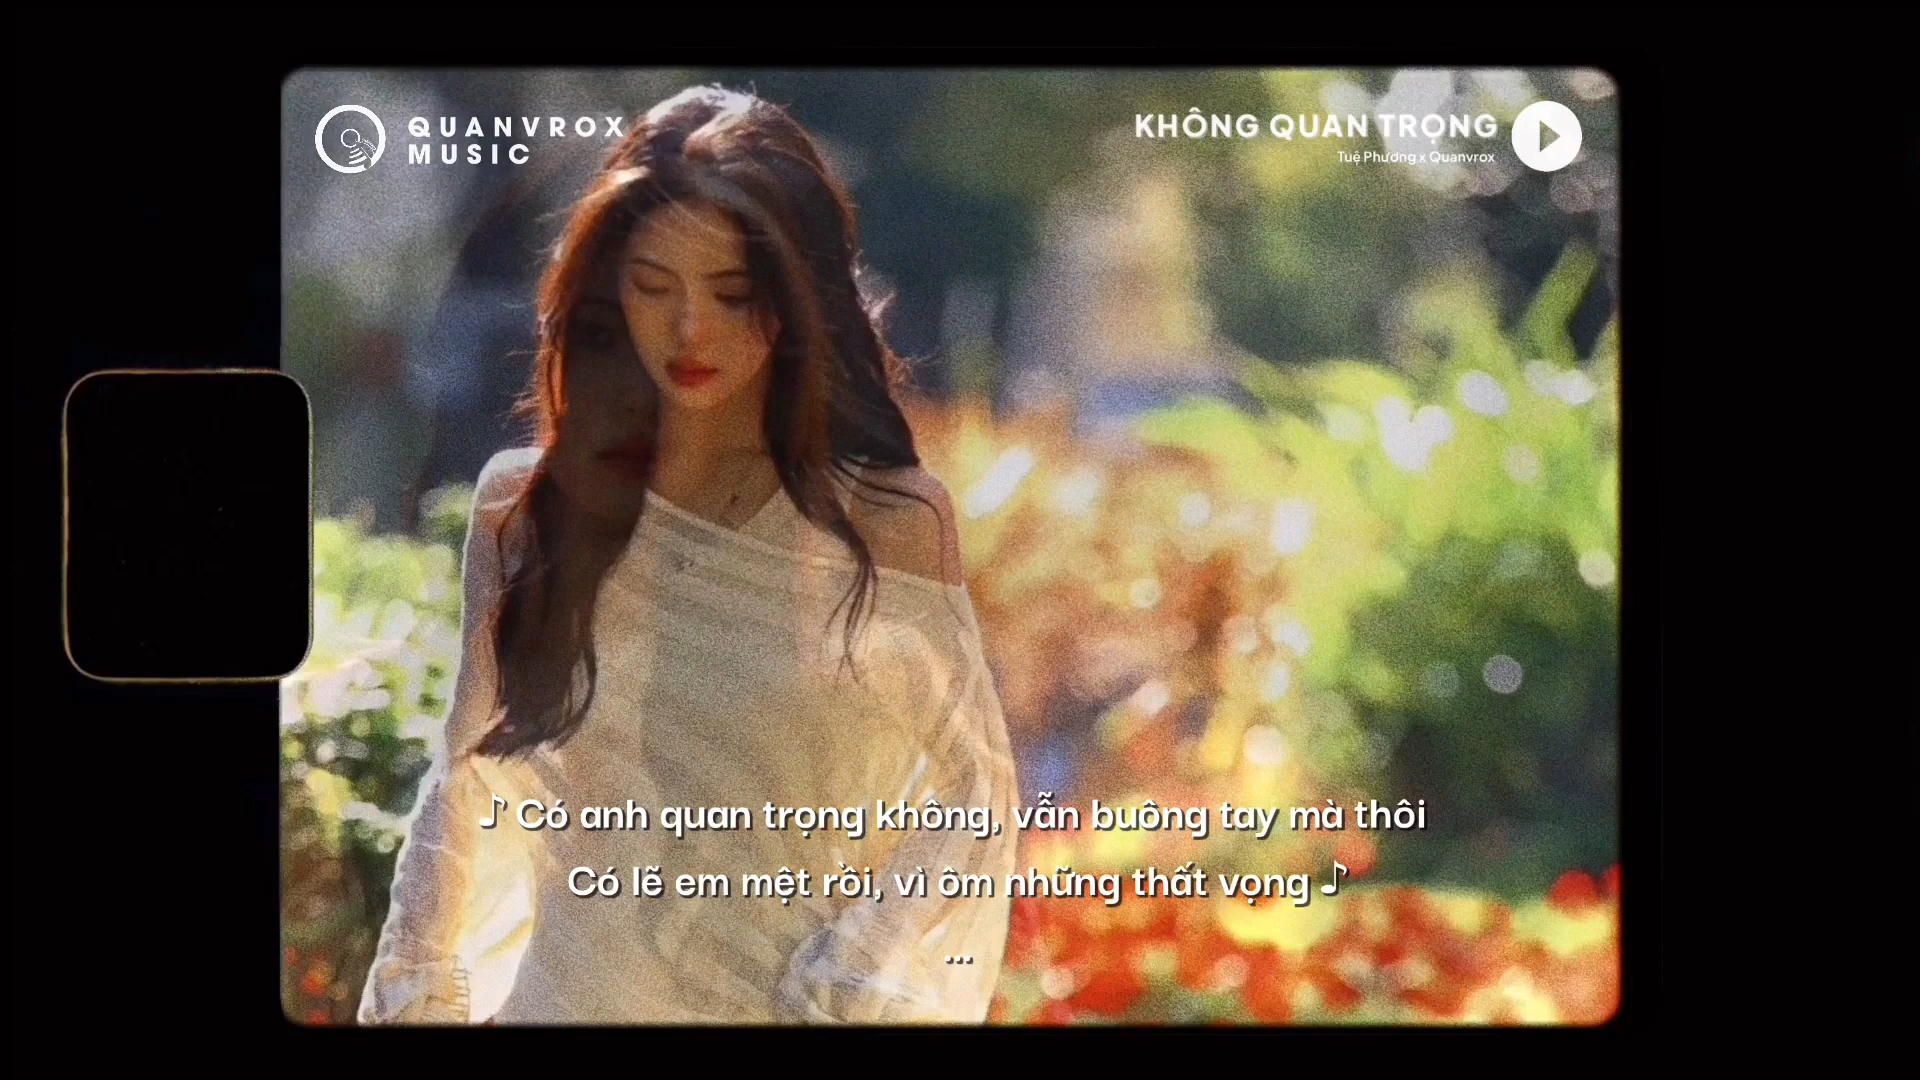 QUANVROX
MUSIC
KHÔNG QUAN TRỌNG
Tuệ Phương x Quanvrox
♪ Có anh quan trọng không, vẫn buông tay mà thôi
Có lẽ em mệt rồi, vì ôm những thất vọng ♪
...